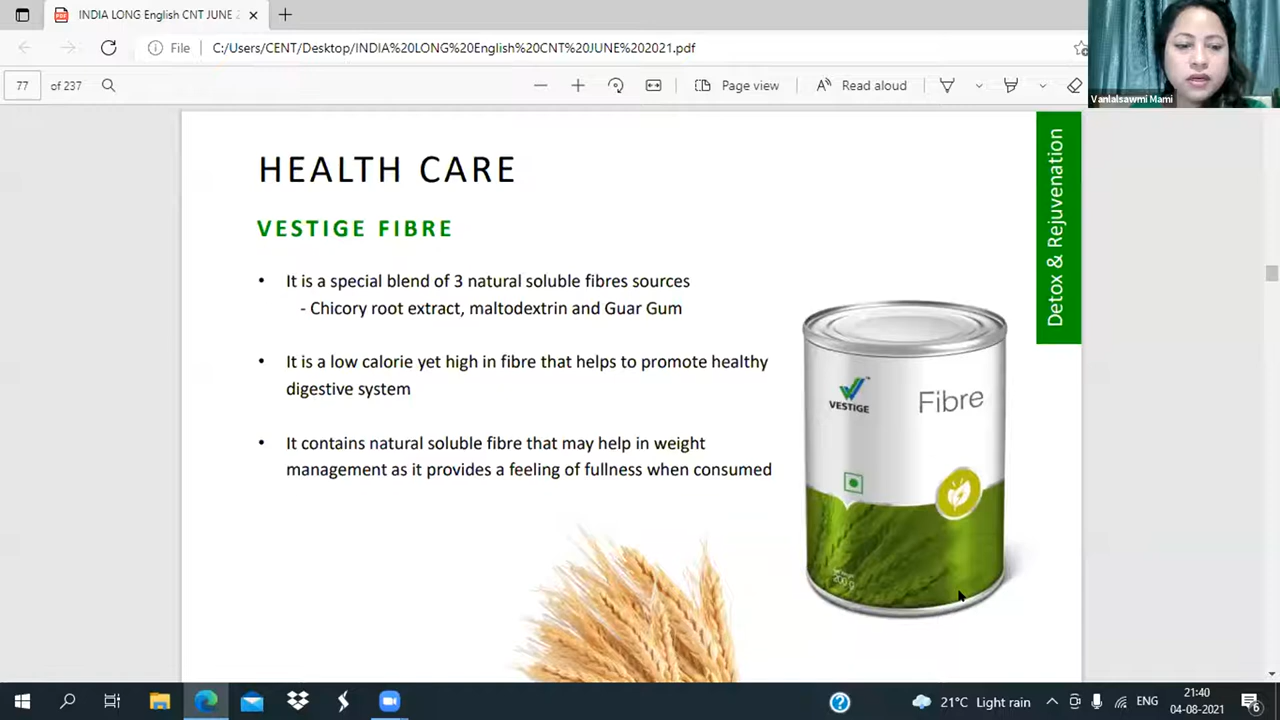 INDIA LONG English CNT JUNE 2
File
C:/Users/CENT/Desktop/INDIA%20LONG%20English%20CNT%20JUNE%202021.pdf
77
of 237
Page view
Read aloud
Vanlalsawmi Mami
HEALTH CARE
Detox & Rejuvenation
VESTIGE FIBRE
• It is a special blend of 3 natural soluble fibres sources
- Chicory root extract, maltodextrin and Guar Gum
• It is a low calorie yet high in fibre that helps to promote healthy
digestive system
• It contains natural soluble fibre that may help in weight
management as it provides a feeling of fullness when consumed
VESTIGE
Fibre
200 g
21°C Light rain
ENG
21:40
04-08-2021
6